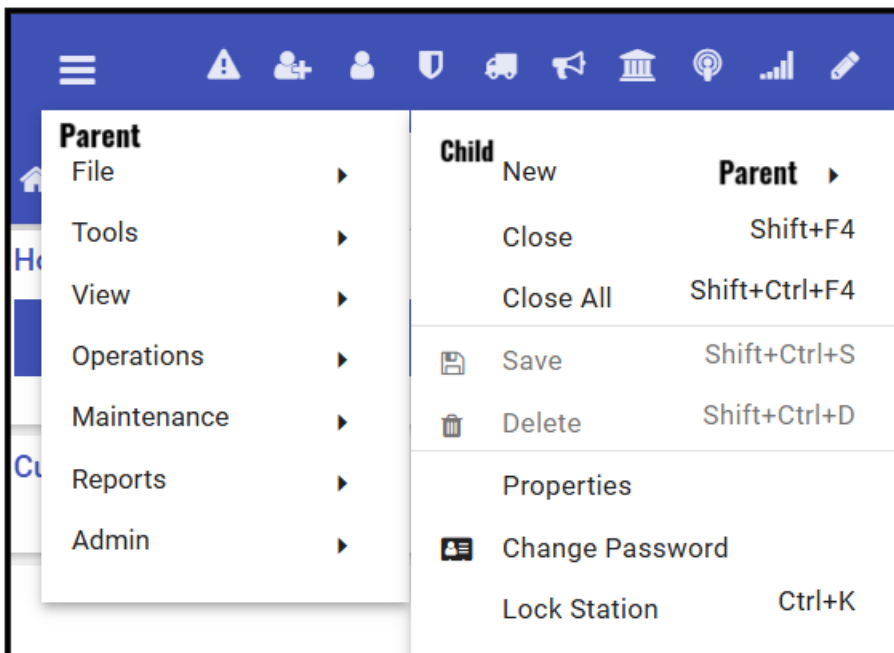 Parent
File
Tools
View
Operations
Maintenance
Reports
Admin
Child
New Parent
Close Shift+F4
Close All Shift+Ctrl+F4
Save Shift+Ctrl+S
Delete Shift+Ctrl+D
Properties
Change Password
Lock Station Ctrl+K